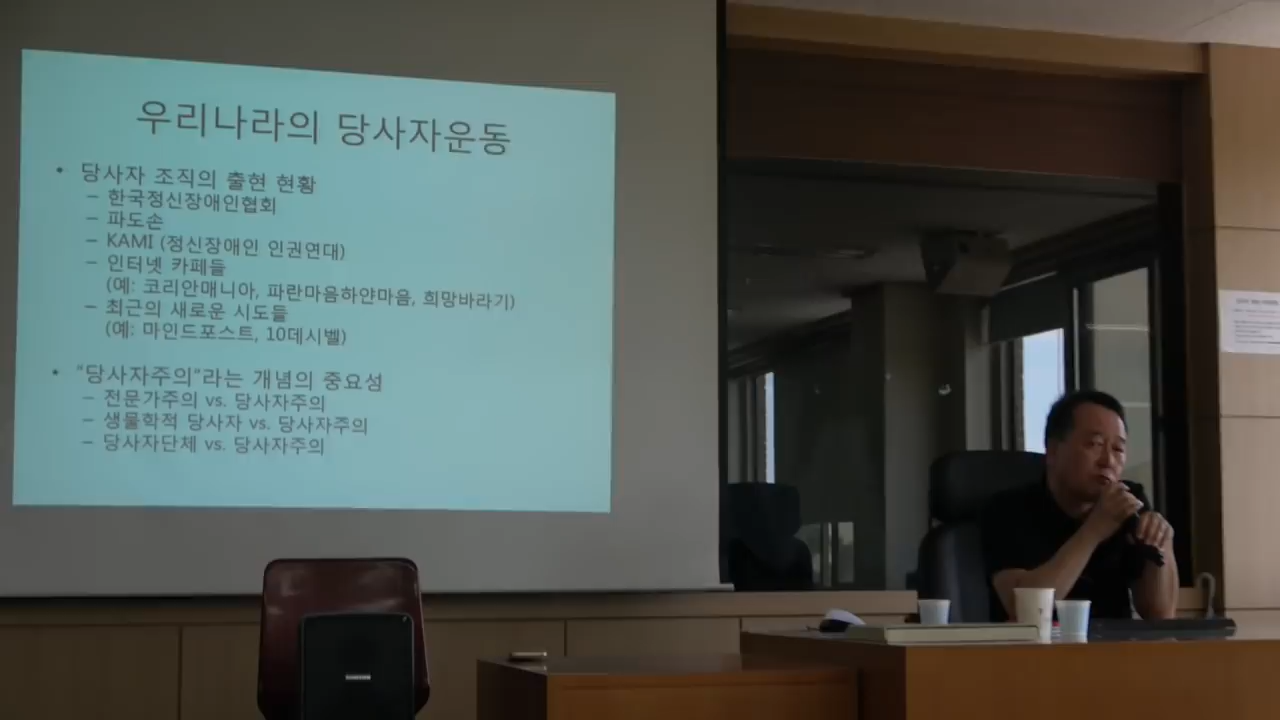 우리나라의 당사자운동
• 당사자 조직의 출현 현황
– 한국정신장애인협회
– 파도손
– KAMI (정신장애인 인권연대)
– 인터넷 카페들
(예: 코리안매니아, 파란마음하얀마음, 희망바라기)
– 최근의 새로운 시도들
(예: 마인드포스트, 10데시벨)
• "당사자주의"라는 개념의 중요성
– 전문가주의 vs. 당사자주의
– 생물학적 당사자 vs. 당사자주의
– 당사자단체 vs. 당사자주의